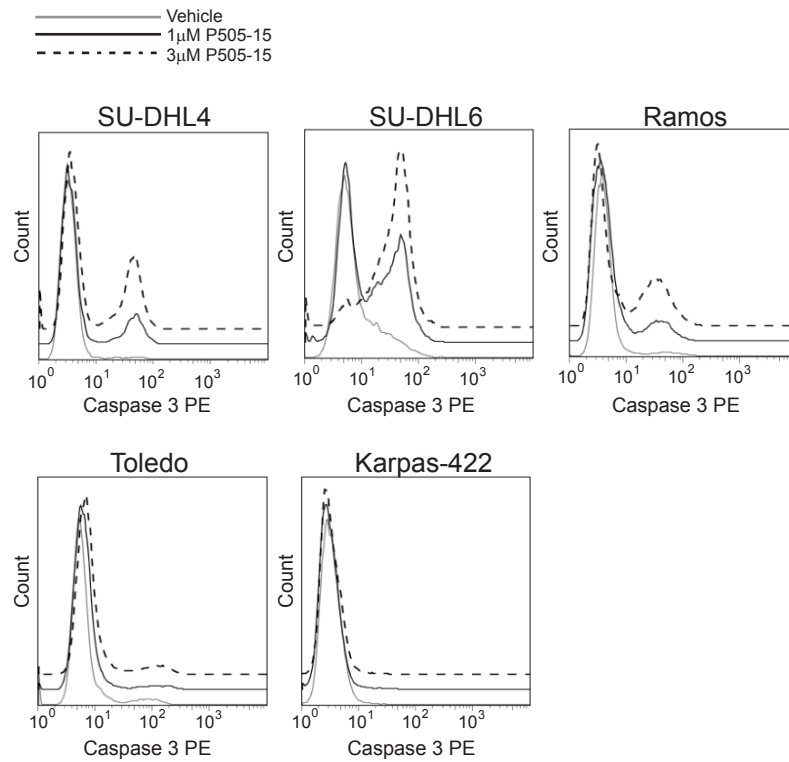 Vehicle
1µM P505-15
3µM P505-15
SU-DHL4
SU-DHL6
Ramos
Count
Count
Count
10⁰ 10¹ 10² 10³
10⁰ 10¹ 10² 10³
10⁰ 10¹ 10² 10³
Caspase 3 PE
Caspase 3 PE
Caspase 3 PE
Toledo
Karpas-422
Count
Count
10⁰ 10¹ 10² 10³
10⁰ 10¹ 10² 10³
Caspase 3 PE
Caspase 3 PE